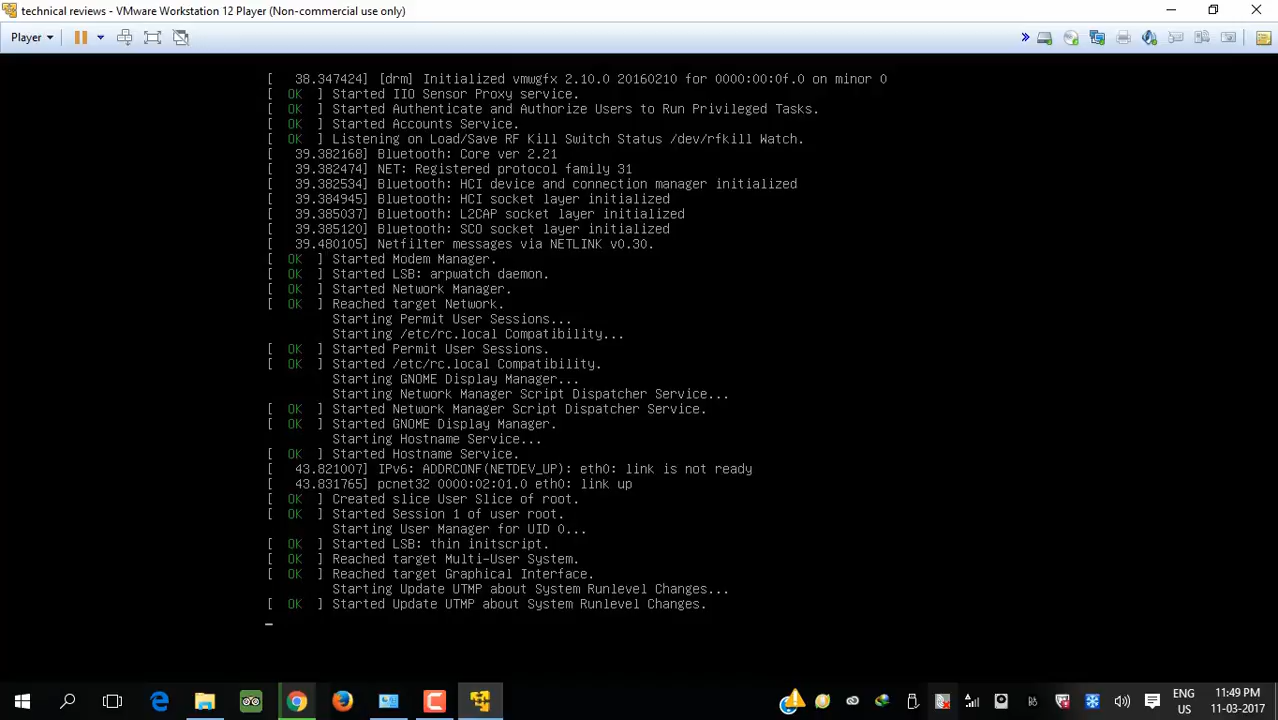 technical reviews - VMware Workstation 12 Player (Non-commercial use only)
Player
[   38.347424] [drm] Initialized vmwgfx 2.10.0 20160210 for 0000:00:0f.0 on minor 0
[  OK  ] Started IIO Sensor Proxy service.
[  OK  ] Started Authenticate and Authorize Users to Run Privileged Tasks.
[  OK  ] Started Accounts Service.
[  OK  ] Listening on Load/Save RF Kill Switch Status /dev/rfkill Watch.
[   39.382168] Bluetooth: Core ver 2.21
[   39.382474] NET: Registered protocol family 31
[   39.382534] Bluetooth: HCI device and connection manager initialized
[   39.384945] Bluetooth: HCI socket layer initialized
[   39.385037] Bluetooth: L2CAP socket layer initialized
[   39.385120] Bluetooth: SCO socket layer initialized
[   39.480105] Netfilter messages via NETLINK v0.30.
[  OK  ] Started Modem Manager.
[  OK  ] Started LSB: arpwatch daemon.
[  OK  ] Started Network Manager.
[  OK  ] Reached target Network.
Starting Permit User Sessions...
Starting /etc/rc.local Compatibility...
[  OK  ] Started Permit User Sessions.
[  OK  ] Started /etc/rc.local Compatibility.
Starting GNOME Display Manager...
Starting Network Manager Script Dispatcher Service...
[  OK  ] Started Network Manager Script Dispatcher Service.
[  OK  ] Started GNOME Display Manager.
Starting Hostname Service...
[  OK  ] Started Hostname Service.
[   43.821007] IPv6: ADDRCONF(NETDEV_UP): eth0: link is not ready
[   43.831765] pcnet32 0000:02:01.0 eth0: link up
[  OK  ] Created slice User Slice of root.
[  OK  ] Started Session 1 of user root.
Starting User Manager for UID 0...
[  OK  ] Started LSB: thin initscript.
[  OK  ] Reached target Multi-User System.
[  OK  ] Reached target Graphical Interface.
Starting Update UTMP about System Runlevel Changes...
[  OK  ] Started Update UTMP about System Runlevel Changes.
ENG 11:49 PM
US 11-03-2017